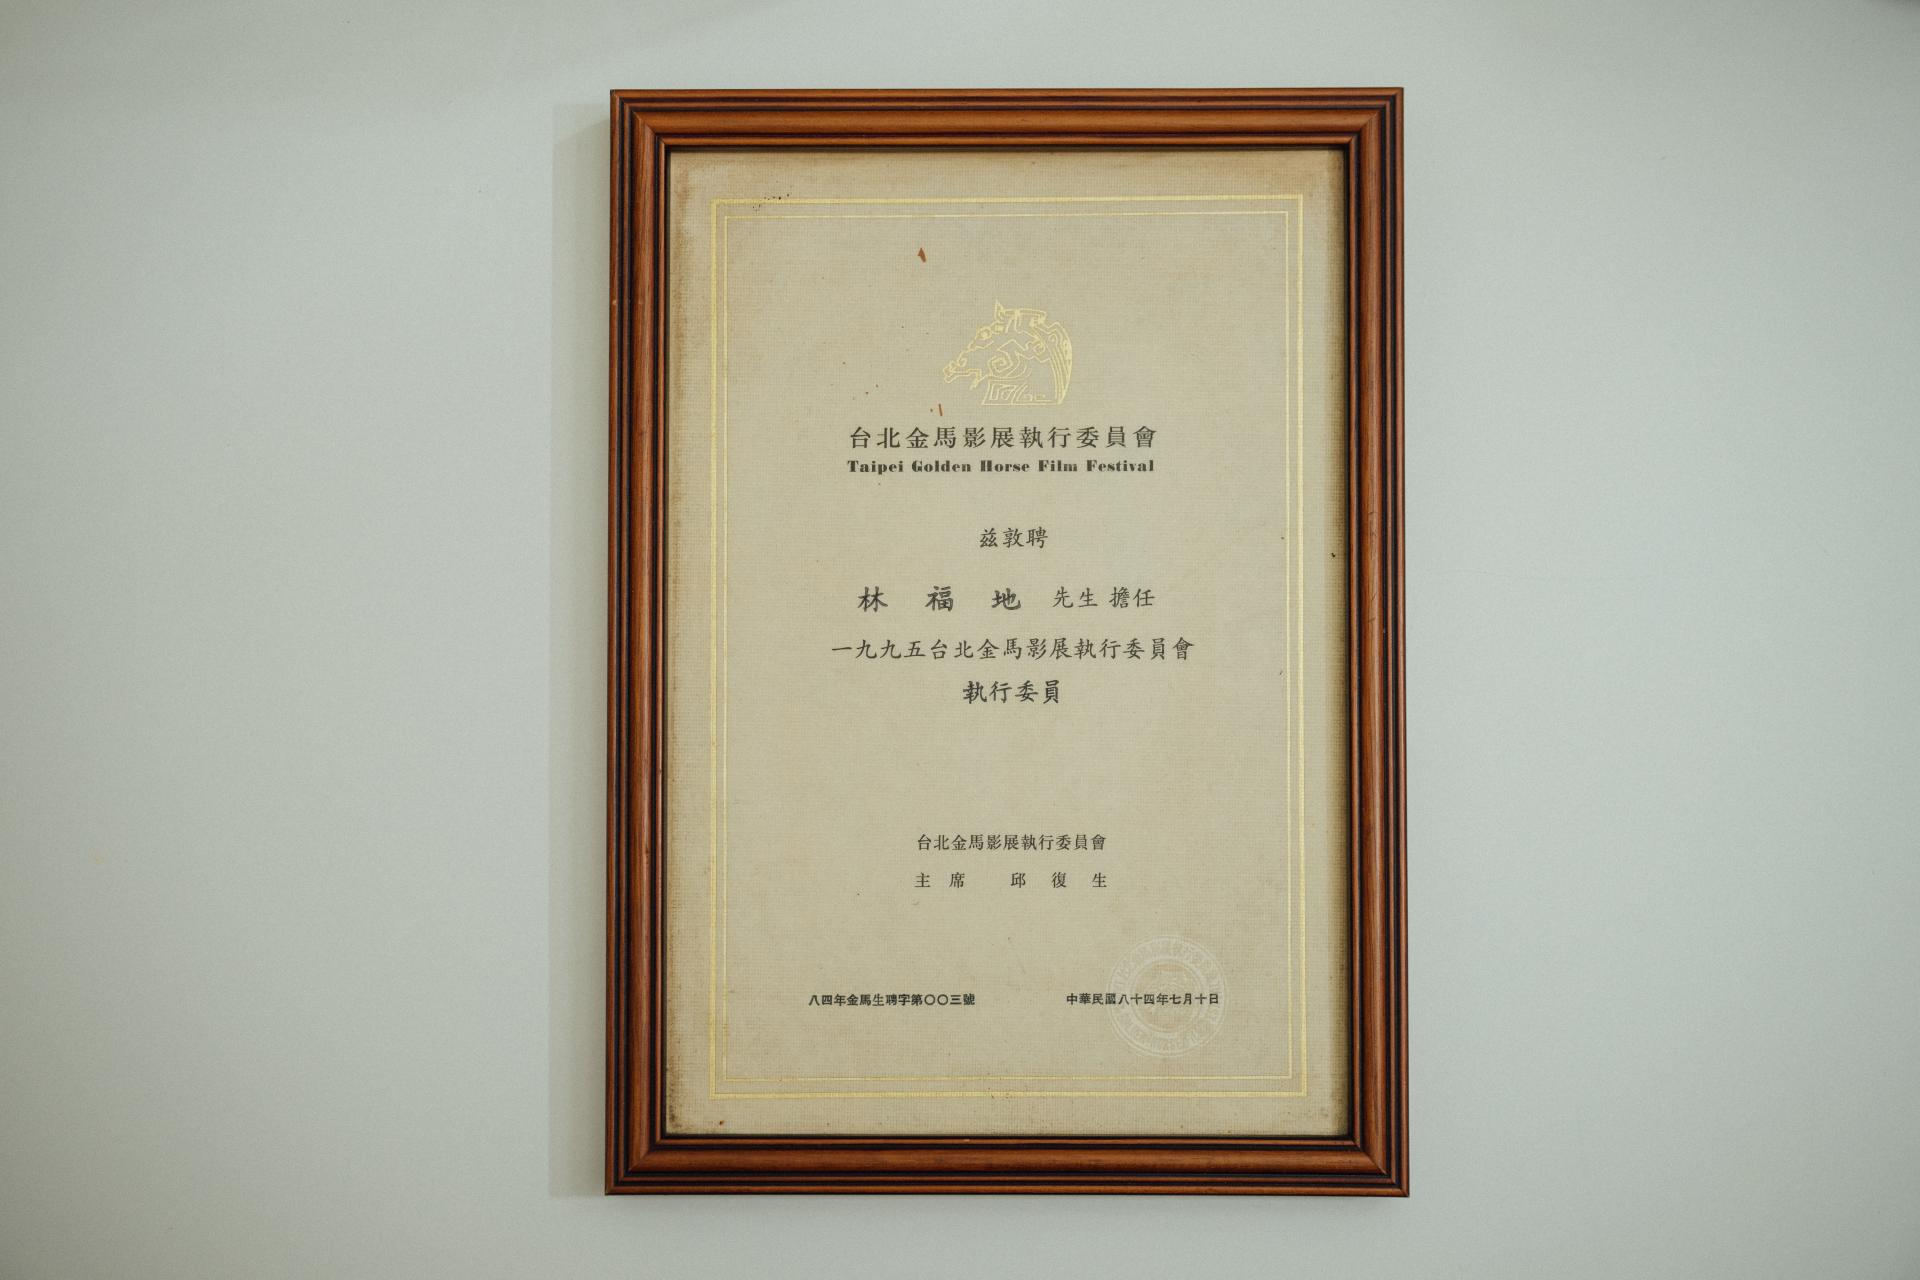 台北金馬影展執行委員會
Taipei Golden Horse Film Festival
茲敦聘
林 福 地 先生 擔任
一九九五台北金馬影展執行委員會
執行委員
台北金馬影展執行委員會
主 席 邱 復 生
八四年金馬生聘字第〇〇三號
中華民國八十四年七月十日